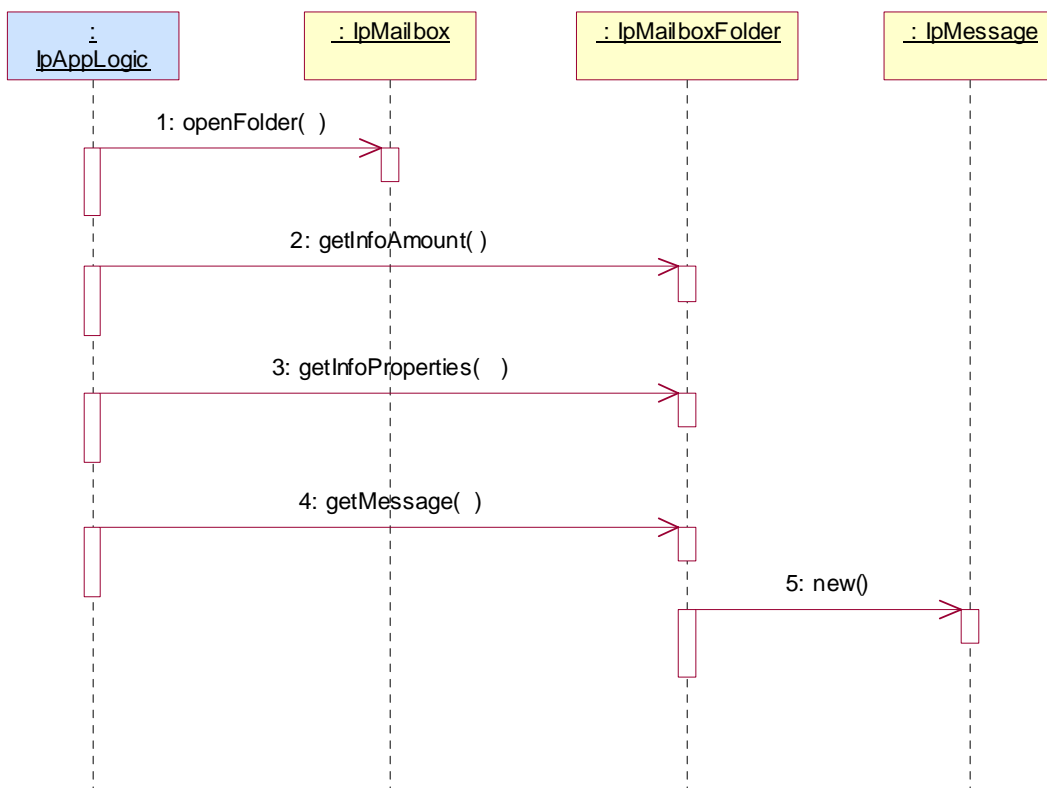 :
IpAppLogic
: IpMailbox
: IpMailboxFolder
: IpMessage
1: openFolder( )
2: getInfoAmount( )
3: getInfoProperties( )
4: getMessage( )
5: new()